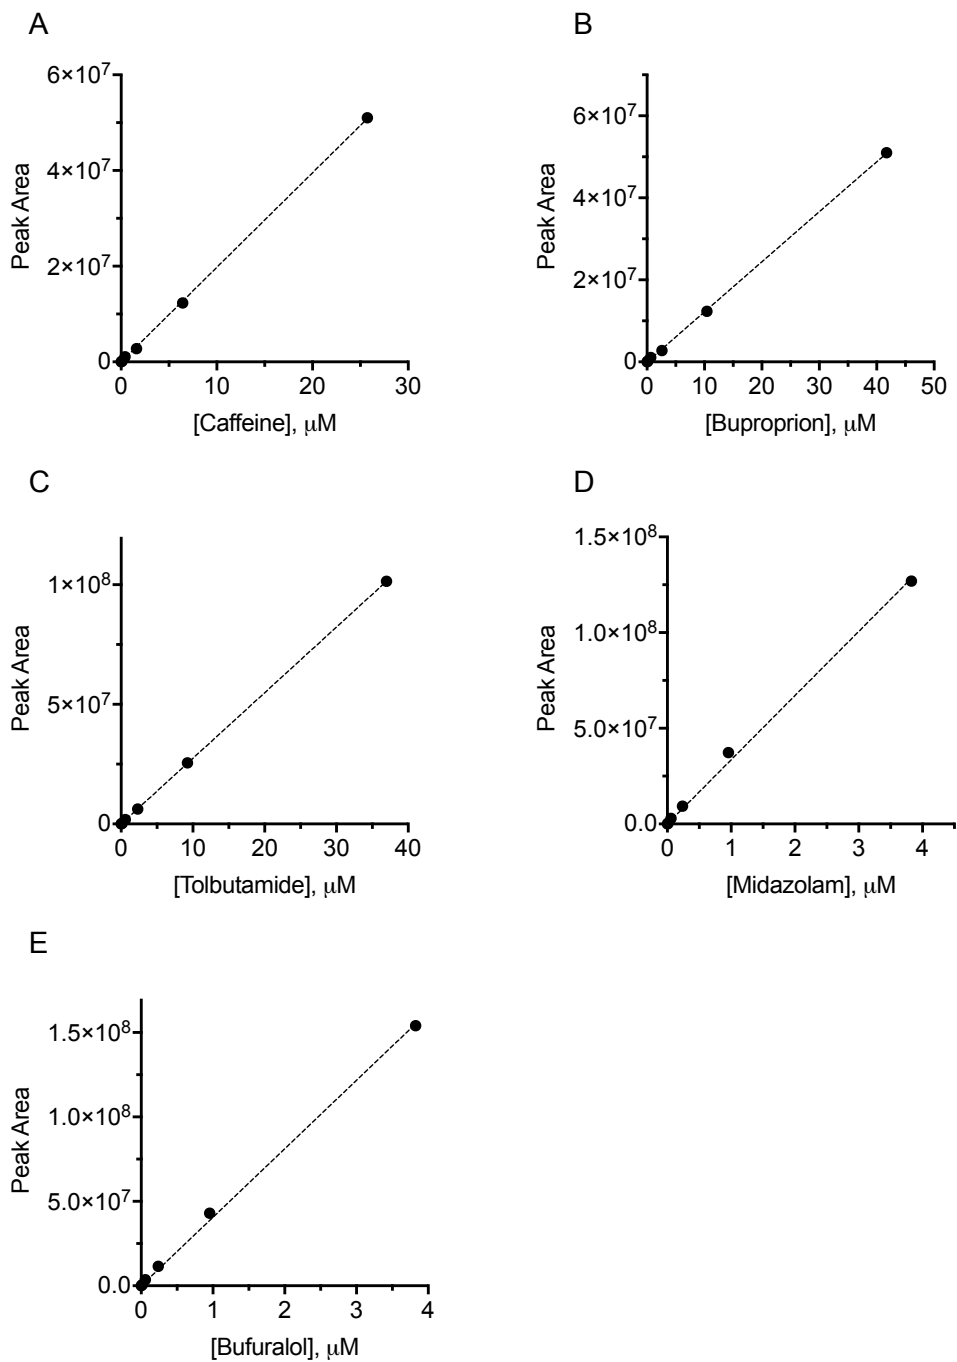 A
6×10⁷
4×10⁷
2×10⁷
0
0 10 20 30
Peak Area
[Caffeine], μM
B
6×10⁷
4×10⁷
2×10⁷
0
0 10 20 30 40 50
Peak Area
[Buproprion], μM
C
1×10⁸
5×10⁷
0
0 10 20 30 40
Peak Area
[Tolbutamide], μM
D
1.5×10⁸
1.0×10⁸
5.0×10⁷
0.0
0 1 2 3 4
Peak Area
[Midazolam], μM
E
1.5×10⁸
1.0×10⁸
5.0×10⁷
0.0
0 1 2 3 4
Peak Area
[Bufuralol], μM